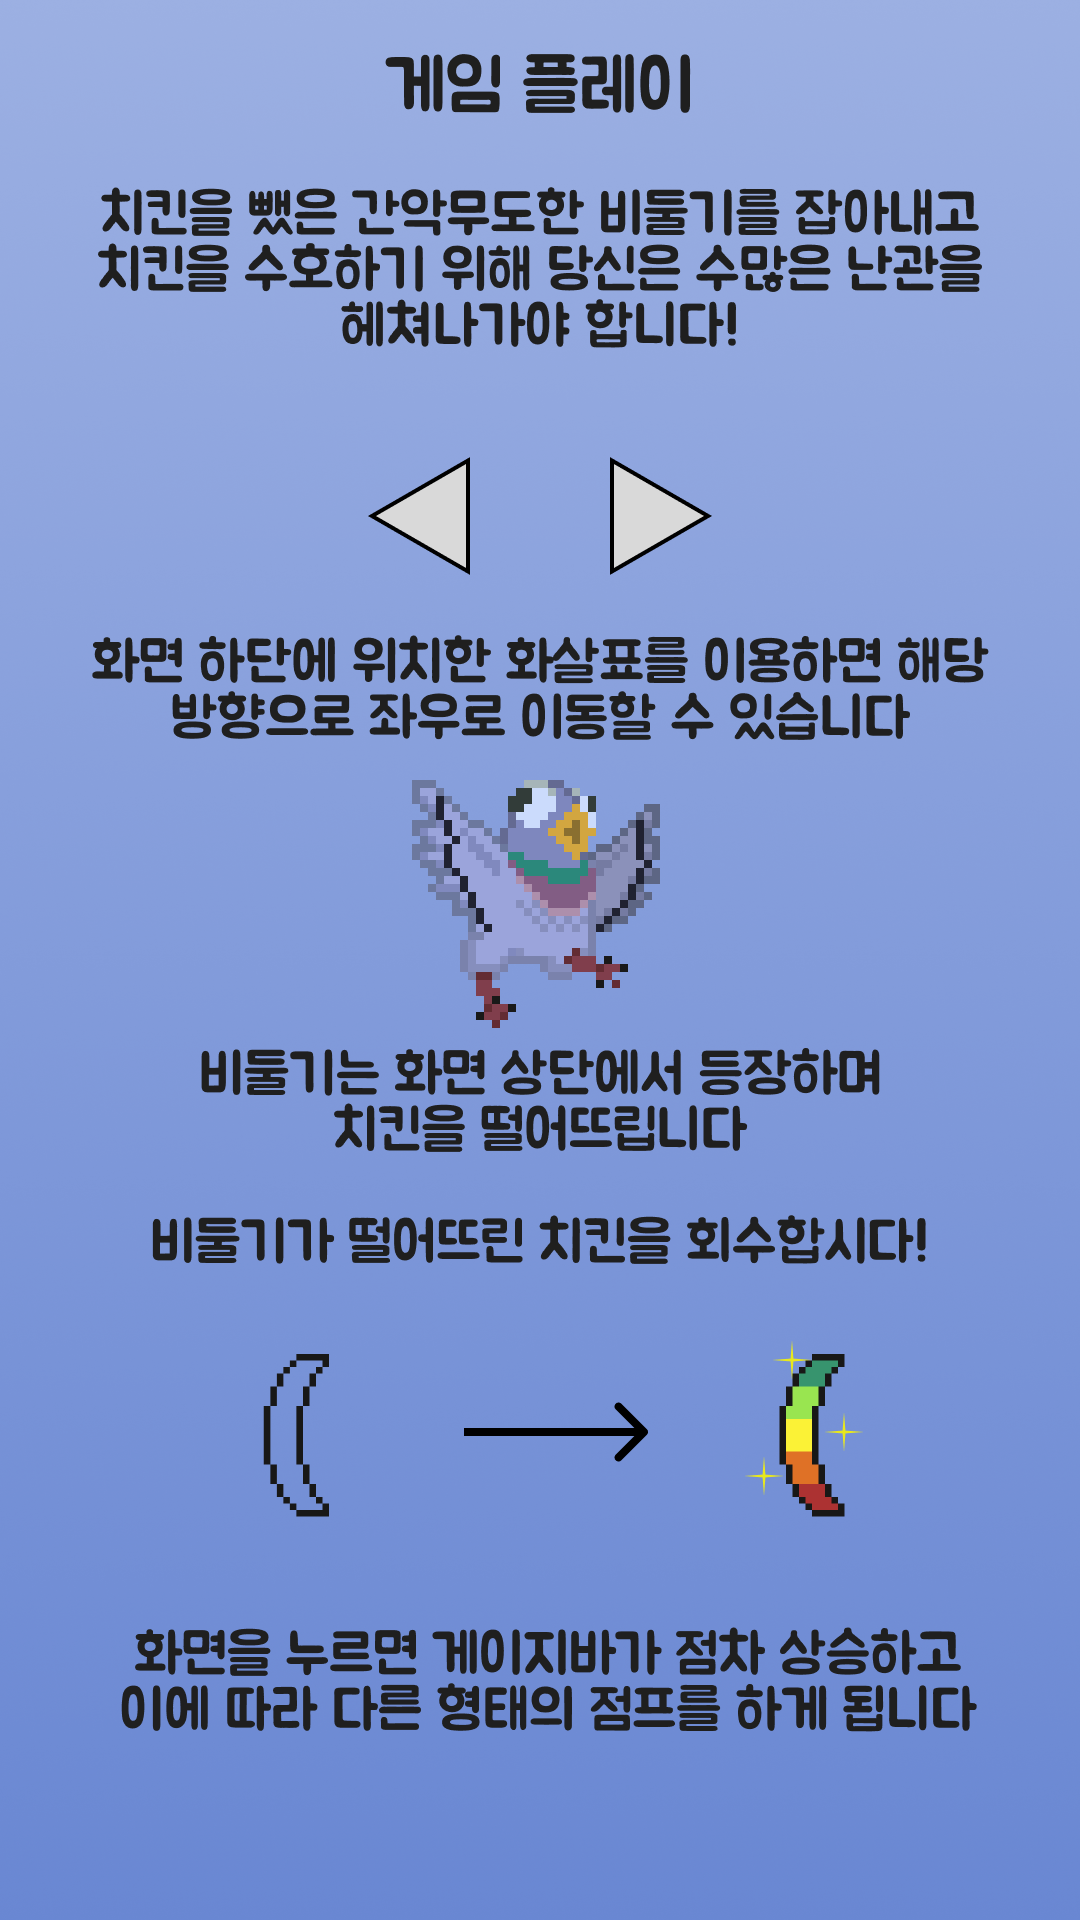 게임 플레이
치킨을 뺐은 간악무도한 비둘기를 잡아내고
치킨을 수호하기 위해 당신은 수많은 난관을
헤쳐나가야 합니다!
화면 하단에 위치한 화살표를 이용하면 해당
방향으로 좌우로 이동할 수 있습니다
비둘기는 화면 상단에서 등장하며
치킨을 떨어뜨립니다
비둘기가 떨어뜨린 치킨을 회수합시다!
화면을 누르면 게이지바가 점차 상승하고
이에 따라 다른 형태의 점프를 하게 됩니다